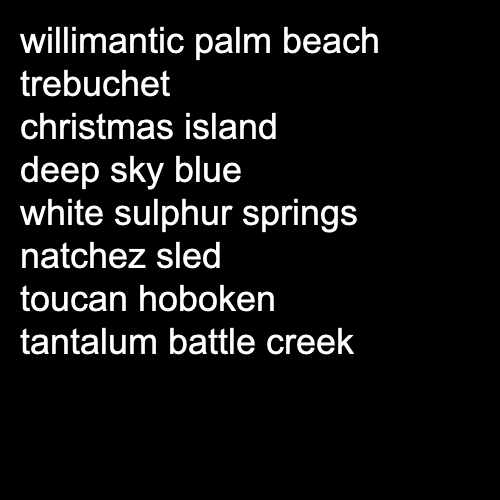 willimantic palm beach
trebuchet
christmas island
deep sky blue
white sulphur springs
natchez sled
toucan hoboken
tantalum battle creek